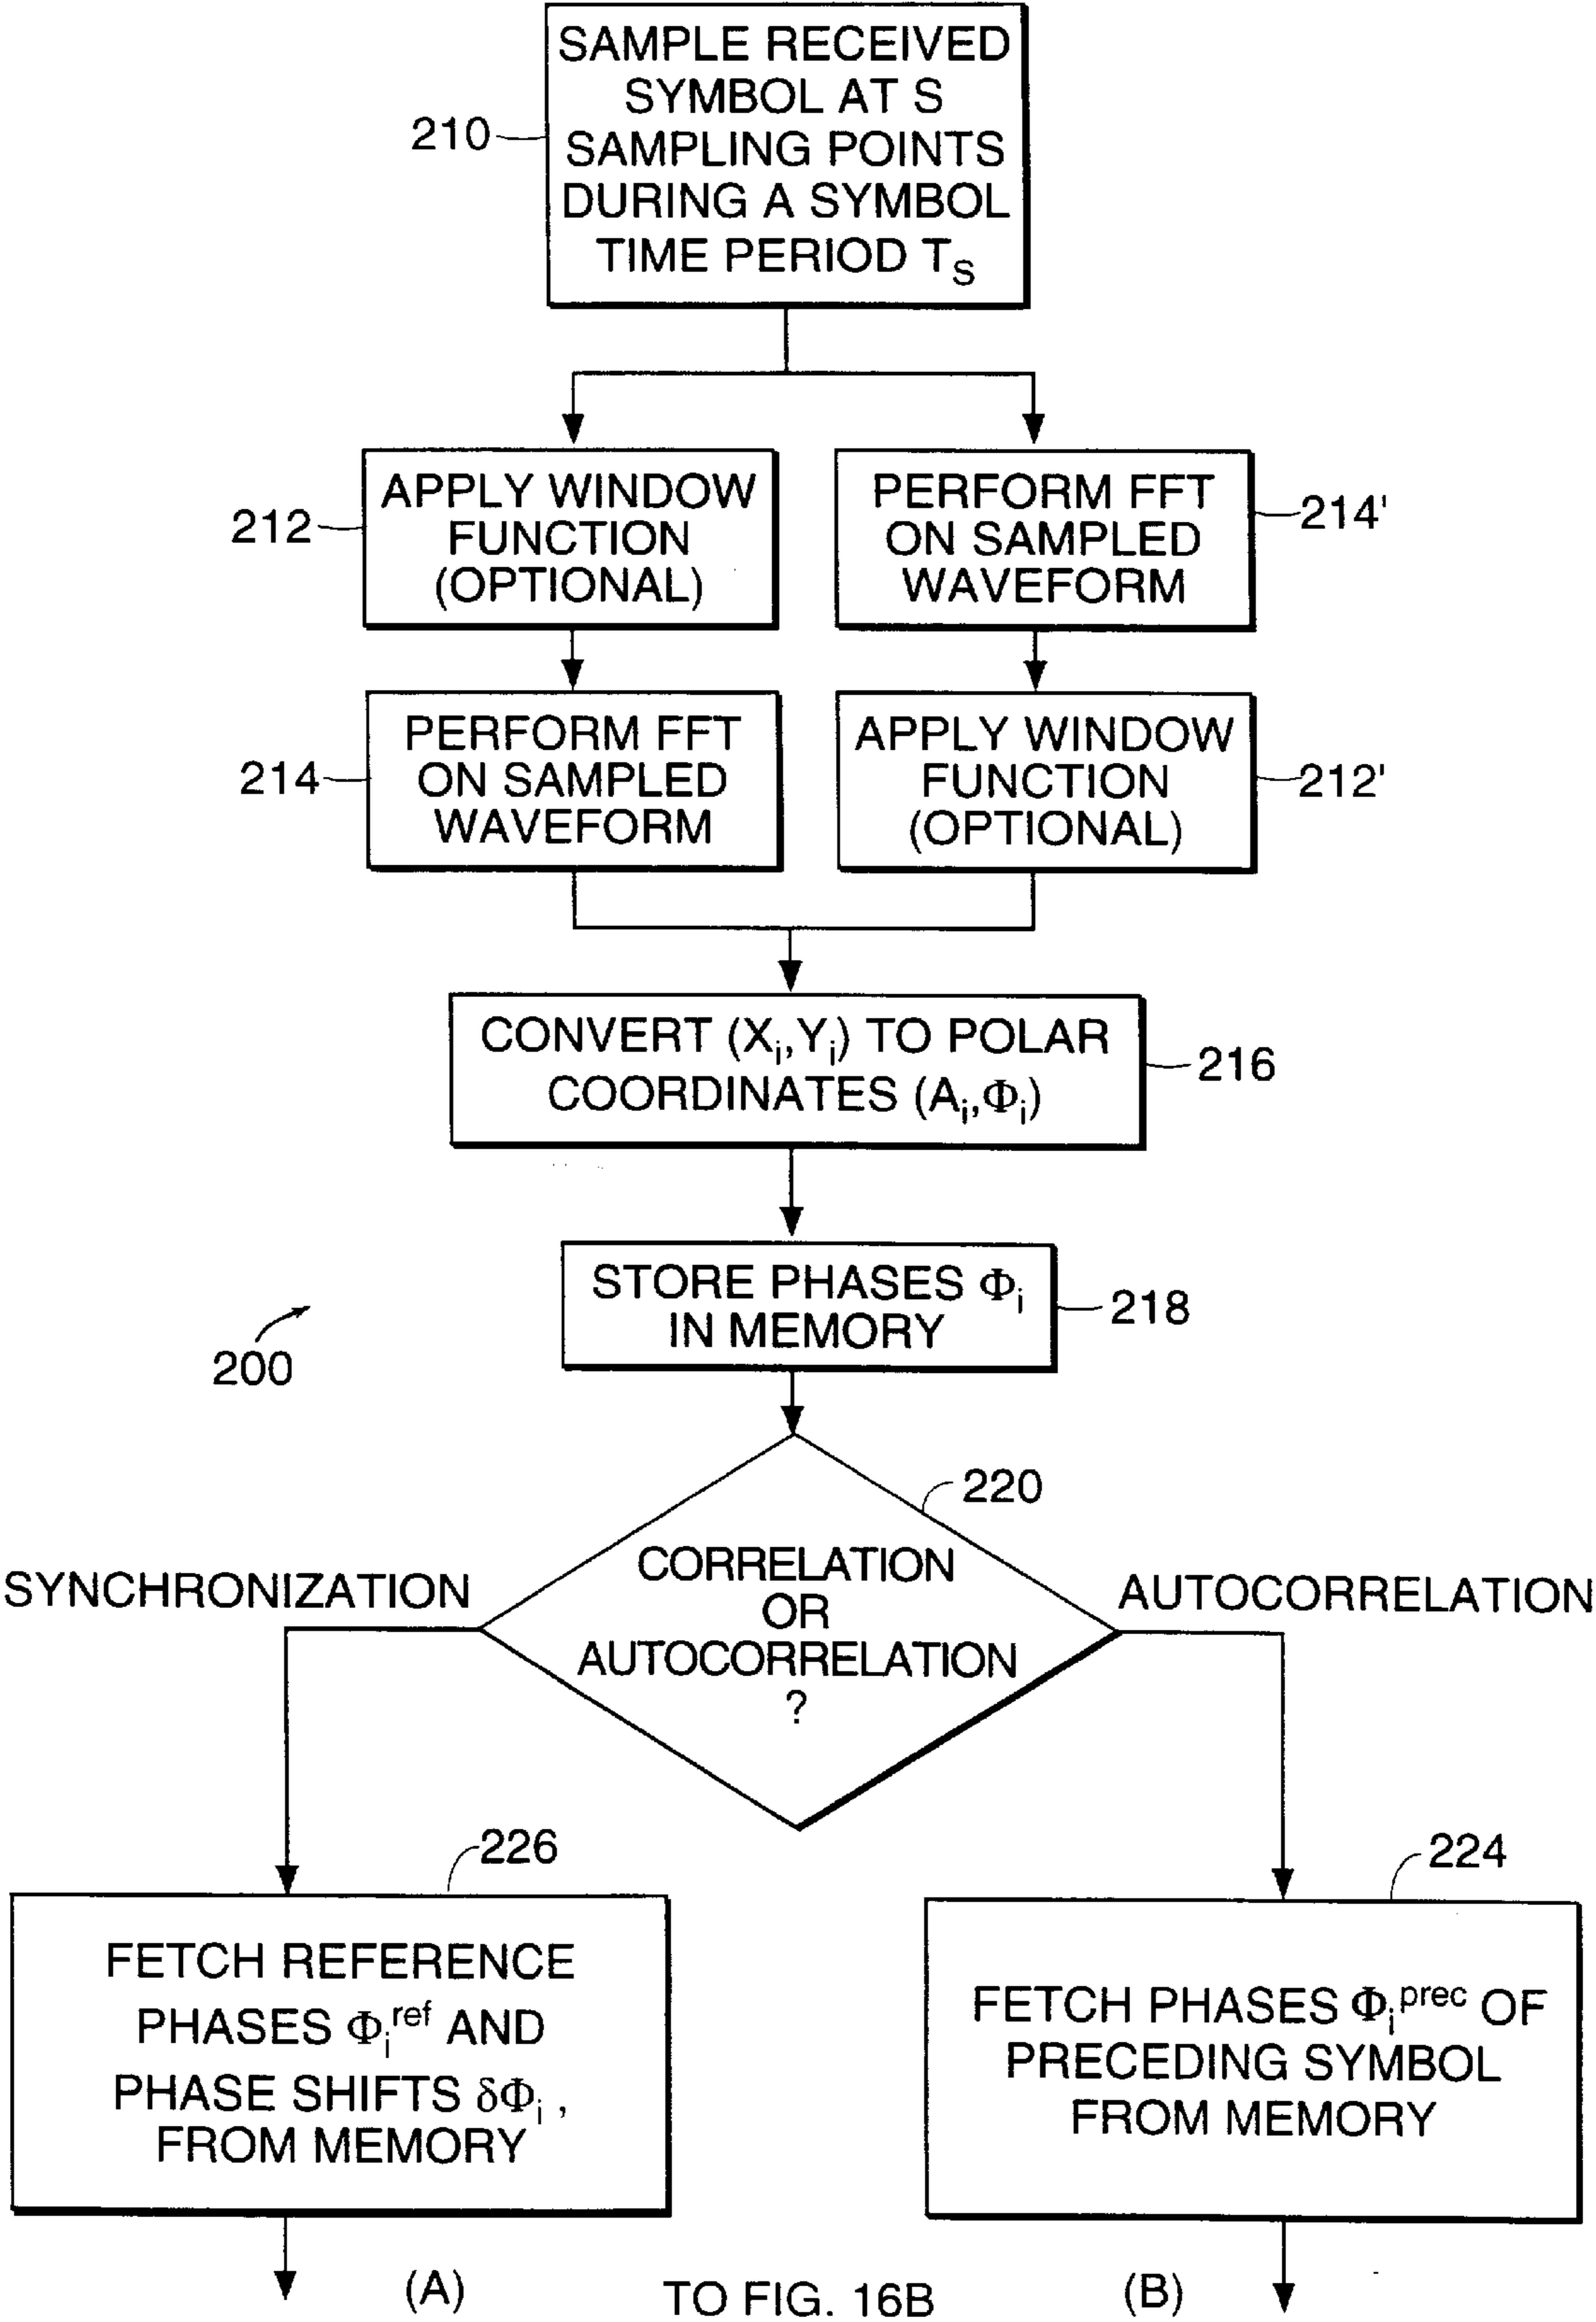 SAMPLE RECEIVED
SYMBOL AT S
SAMPLING POINTS
DURING A SYMBOL
TIME PERIOD TS
210
APPLY WINDOW
FUNCTION
(OPTIONAL)
212
PERFORM FFT
ON SAMPLED
WAVEFORM
214'
PERFORM FFT
ON SAMPLED
WAVEFORM
214
APPLY WINDOW
FUNCTION
(OPTIONAL)
212'
CONVERT (Xi,Yi) TO POLAR
COORDINATES (Ai,Φi)
216
STORE PHASES Φi
IN MEMORY
218
200
220
CORRELATION
OR
AUTOCORRELATION
?
SYNCHRONIZATION
AUTOCORRELATION
226
FETCH REFERENCE
PHASES Φi ref AND
PHASE SHIFTS δΦi ,
FROM MEMORY
224
FETCH PHASES Φi prec OF
PRECEDING SYMBOL
FROM MEMORY
(A)
TO FIG. 16B
(B)